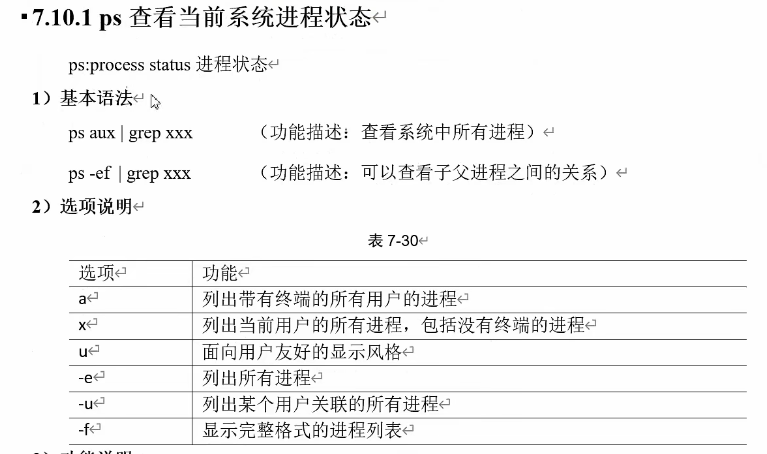 7.10.1 ps 查看当前系统进程状态
ps:process status 进程状态
1）基本语法
ps aux | grep xxx （功能描述：查看系统中所有进程）
ps -ef | grep xxx （功能描述：可以查看子父进程之间的关系）
2）选项说明
表 7-30
选项 功能
a 列出带有终端的所有用户的进程
x 列出当前用户的所有进程，包括没有终端的进程
u 面向用户友好的显示风格
-e 列出所有进程
-u 列出某个用户关联的所有进程
-f 显示完整格式的进程列表